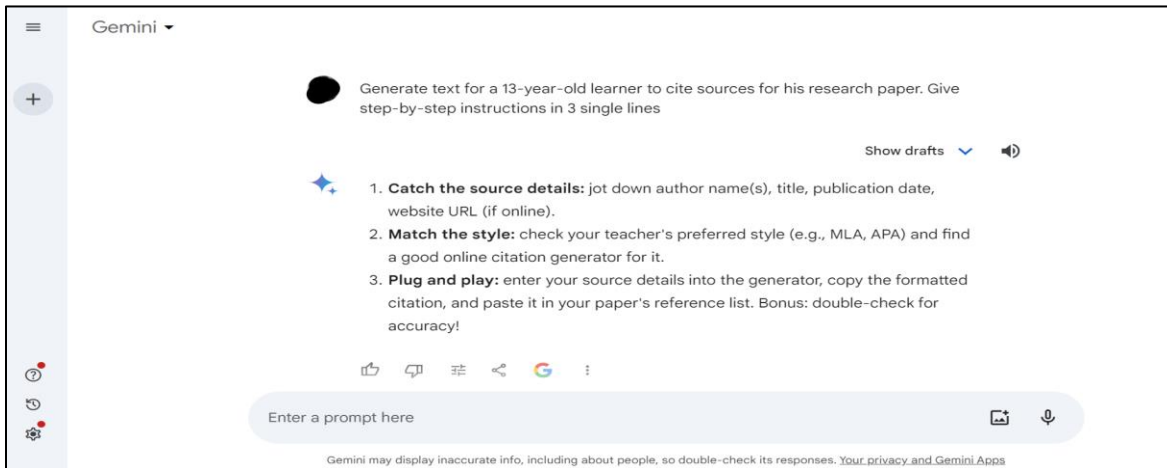 Gemini
Generate text for a 13-year-old learner to cite sources for his research paper. Give
step-by-step instructions in 3 single lines
Show drafts
1. Catch the source details: jot down author name(s), title, publication date,
website URL (if online).
2. Match the style: check your teacher's preferred style (e.g., MLA, APA) and find
a good online citation generator for it.
3. Plug and play: enter your source details into the generator, copy the formatted
citation, and paste it in your paper's reference list. Bonus: double-check for
accuracy!
Enter a prompt here
Gemini may display inaccurate info, including about people, so double-check its responses. Your privacy and Gemini Apps